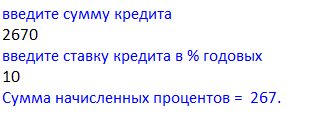 введите сумму кредита
2670
введите ставку кредита в % годовых
10
Сумма начисленных процентов =  267.